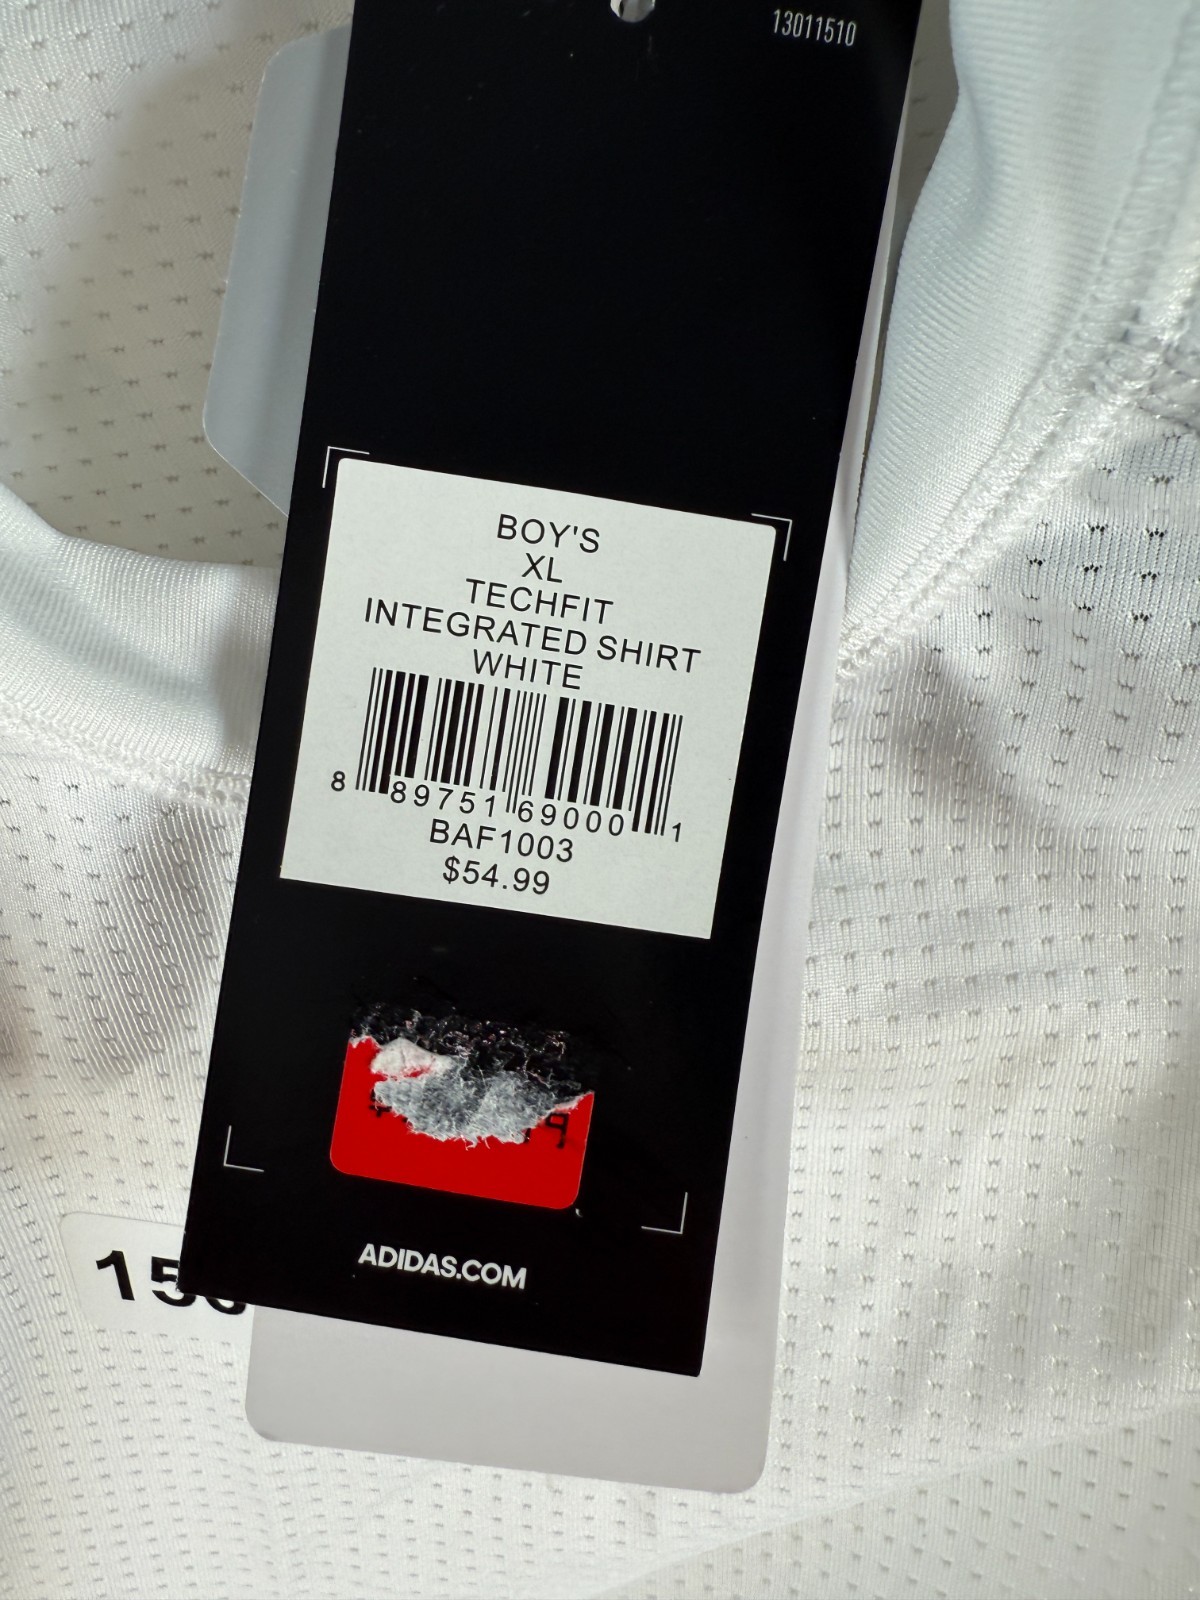 13011510
BOY'S
XL
TECHFIT
INTEGRATED SHIRT
WHITE
8 89751 69000 1
BAF1003
$54.99
ADIDAS.COM